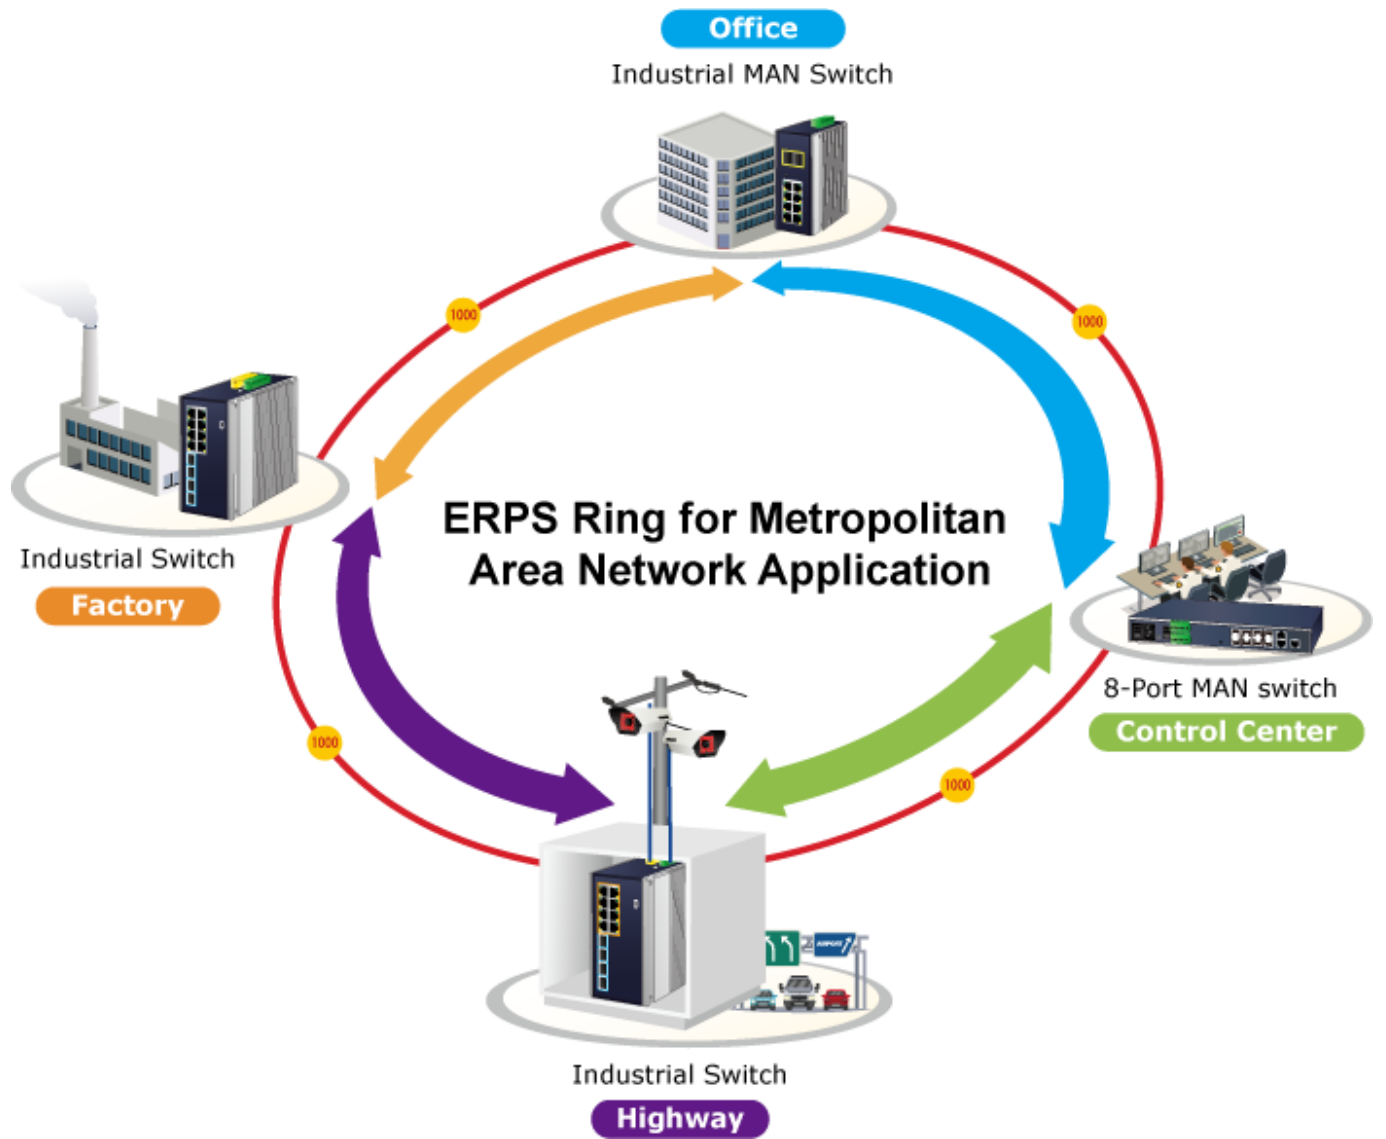 Office
Industrial MAN Switch
1000
1000
ERPS Ring for Metropolitan
Area Network Application
Industrial Switch
Factory
8-Port MAN switch
Control Center
1000
1000
AIRPORT
Industrial Switch
Highway